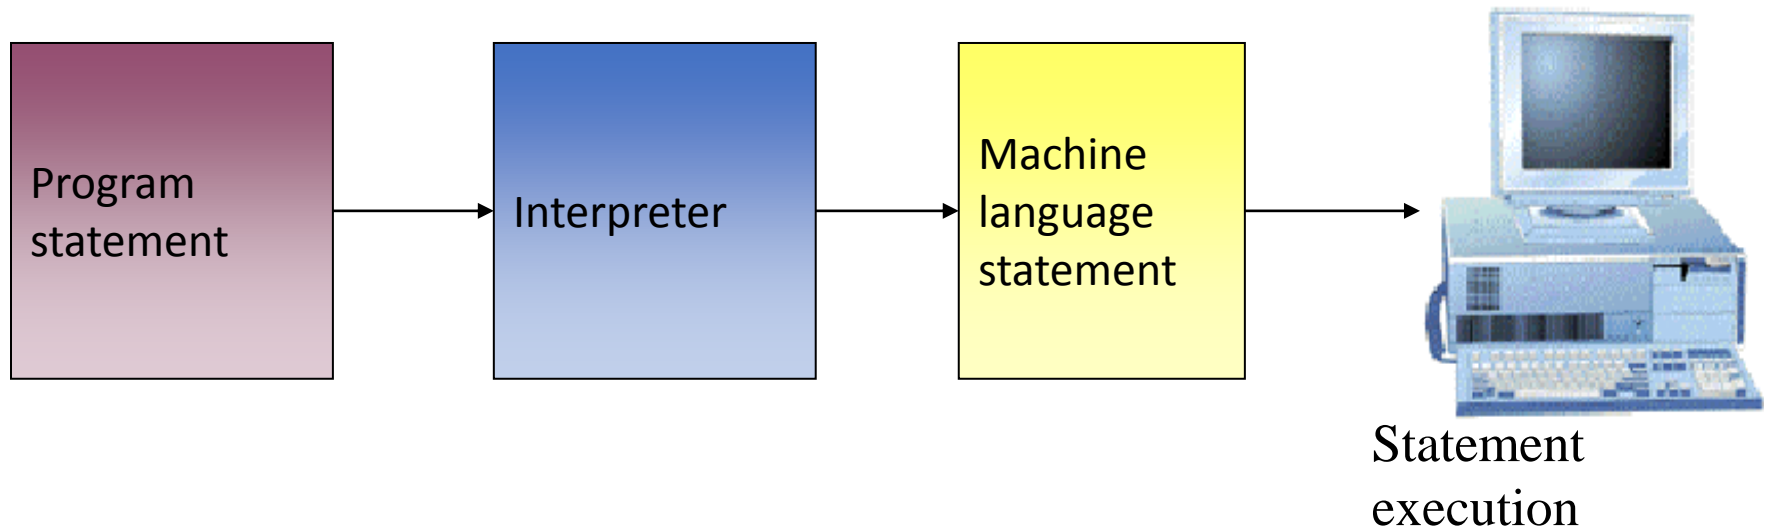 Program
statement
Interpreter
Machine
language
statement
Statement
execution